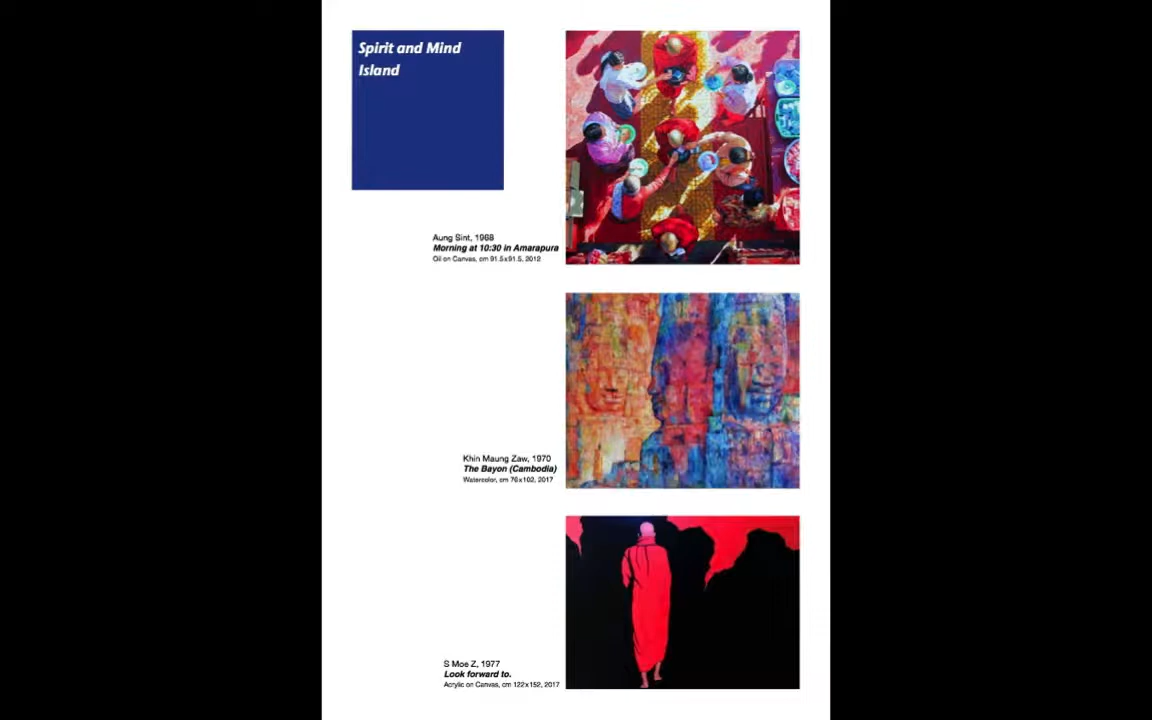 Spirit and Mind
Island
Aung Sint, 1968
Morning at 10:30 in Amarapura
Oil on Canvas, cm 91.5x91.5, 2012
Khin Maung Zaw, 1970
The Bayon (Cambodia)
Watercolor, cm 76x102, 2017
S Moe Z, 1977
Look forward to.
Acrylic on Canvas, cm 122x152, 2017